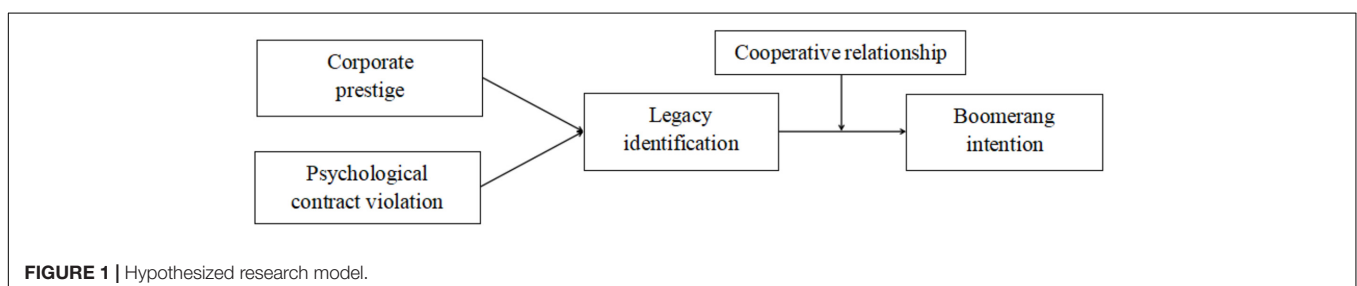 Corporate
prestige
Psychological
contract violation
Legacy
identification
Cooperative relationship
Boomerang
intention
FIGURE 1 | Hypothesized research model.